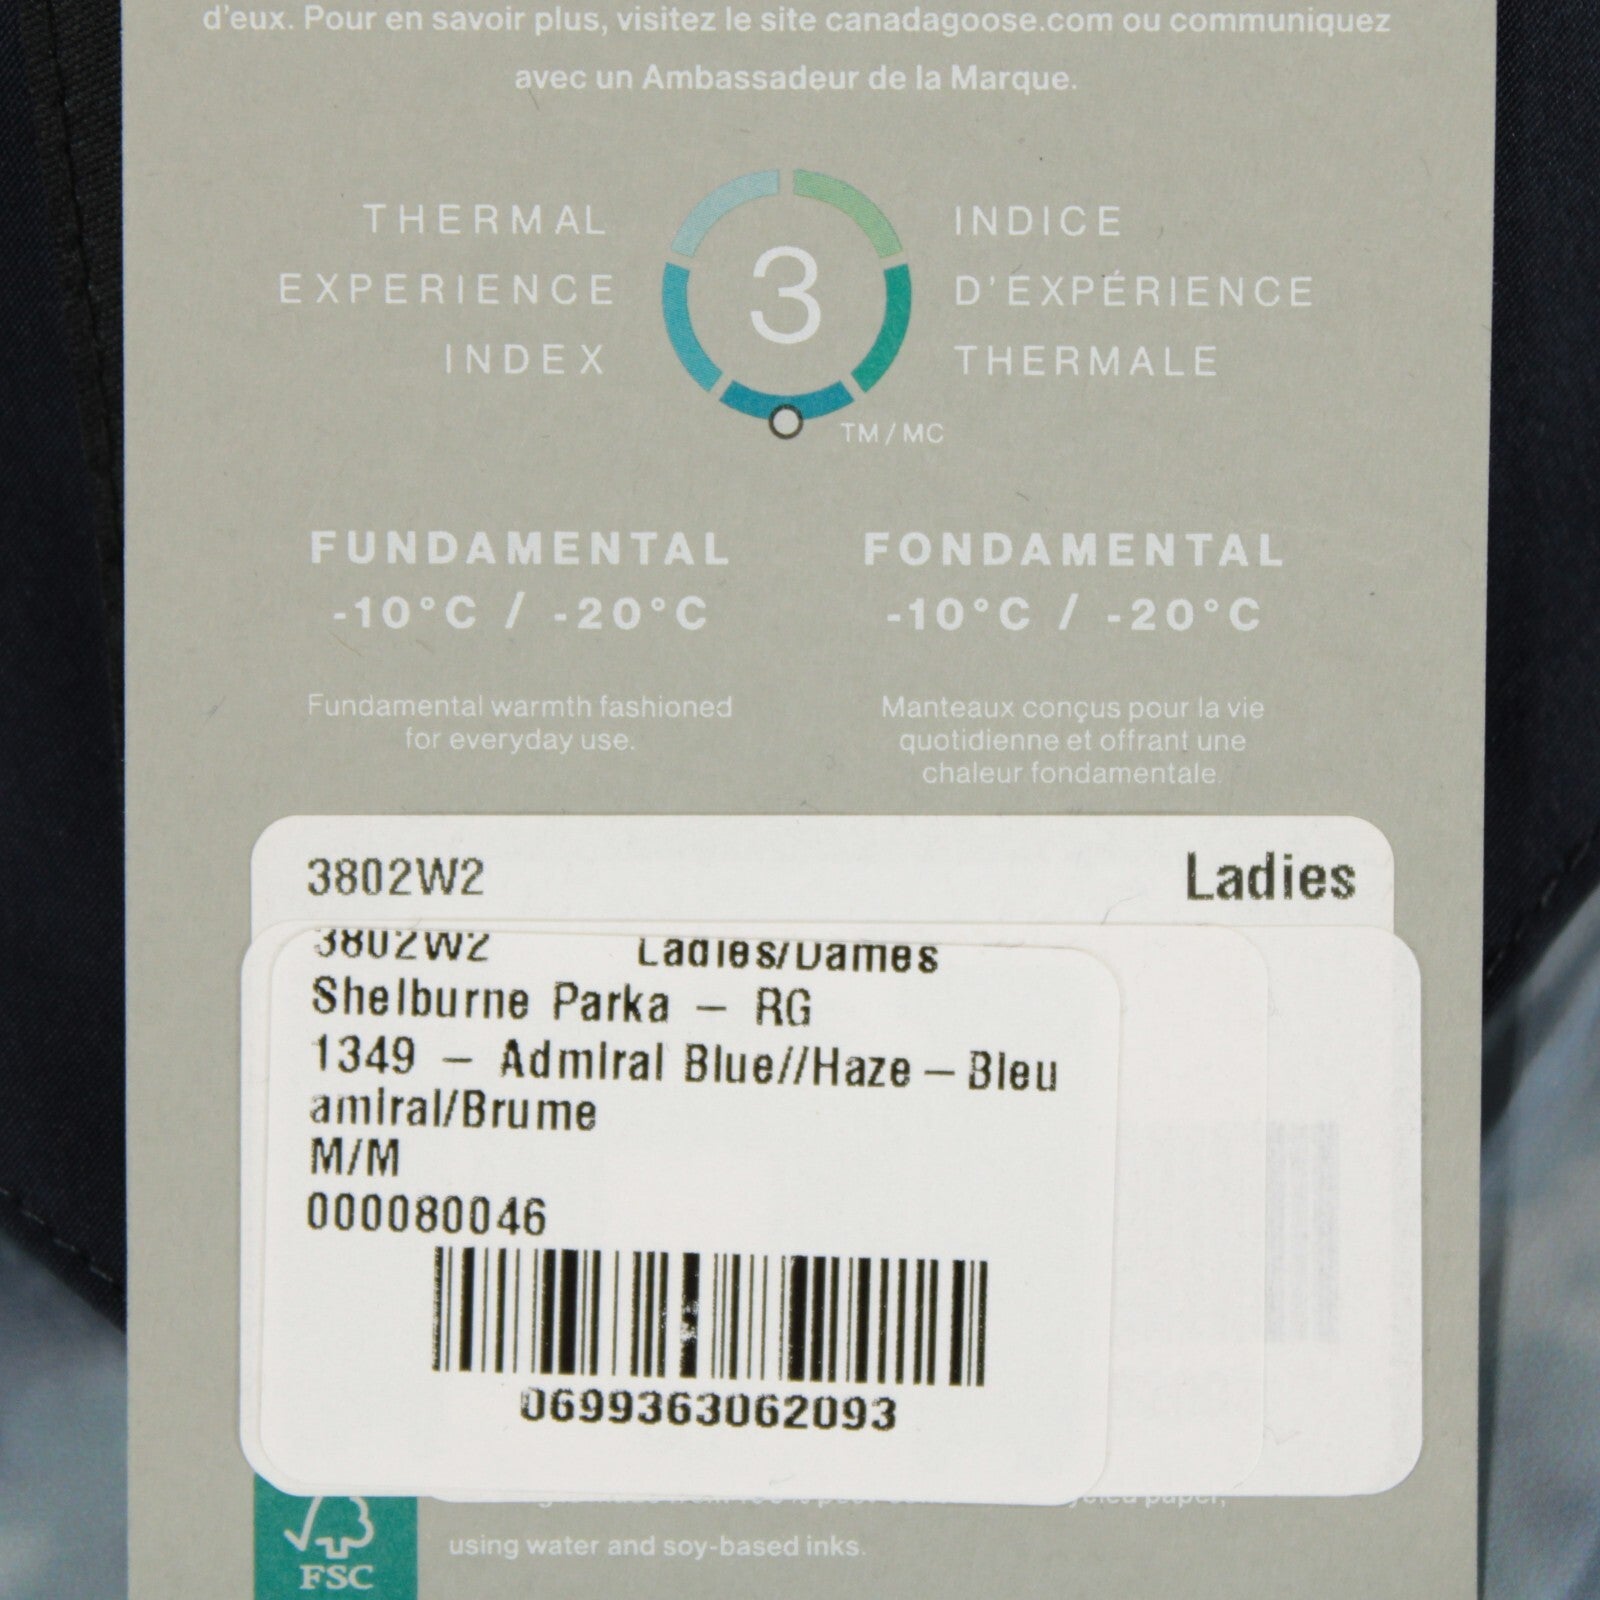 d'eux. Pour en savoir plus, visitez le site canadagoose.com ou communiquez
avec un Ambassadeur de la Marque.
THERMAL
EXPERIENCE
INDEX
3
INDICE
D'EXPÉRIENCE
THERMALE
TM/MC
FUNDAMENTAL
-10°C / -20°C
Fundamental warmth fashioned
for everyday use.
FONDAMENTAL
-10°C / -20°C
Manteaux conçus pour la vie
quotidienne et offrant une
chaleur fondamentale.
3802W2 Ladies
3802W2 Ladies/Dames
Shelburne Parka – RG
1349 – Admiral Blue//Haze – Bleu
amiral/Brume
M/M
000080046
0699363062093
paper,
using water and soy-based inks.
FSC